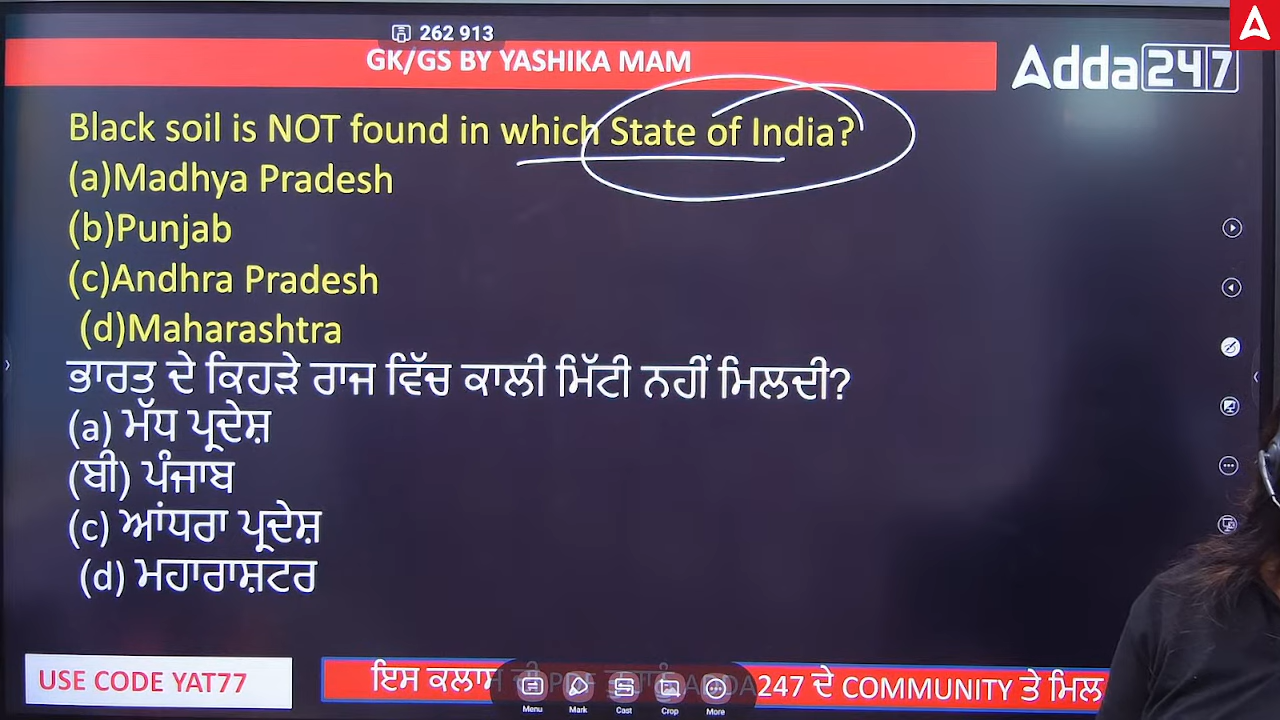 262 913
GK/GS BY YASHIKA MAM
Adda247
A
Black soil is NOT found in which State of India?
(a)Madhya Pradesh
(b)Punjab
(c)Andhra Pradesh
(d)Maharashtra
ਭਾਰਤ ਦੇ ਕਿਹੜੇ ਰਾਜ ਵਿੱਚ ਕਾਲੀ ਮਿੱਟੀ ਨਹੀਂ ਮਿਲਦੀ?
(a) ਮੱਧ ਪ੍ਰਦੇਸ਼
(ਬੀ) ਪੰਜਾਬ
(c) ਆਂਧਰਾ ਪ੍ਰਦੇਸ਼
(d) ਮਹਾਰਾਸ਼ਟਰ
USE CODE YAT77
ਇਸ ਕਲਾਸ PDF ADDA 247 ਦੇ COMMUNITY ਤੇ ਮਿਲ
Menu Mark Cast Crop More